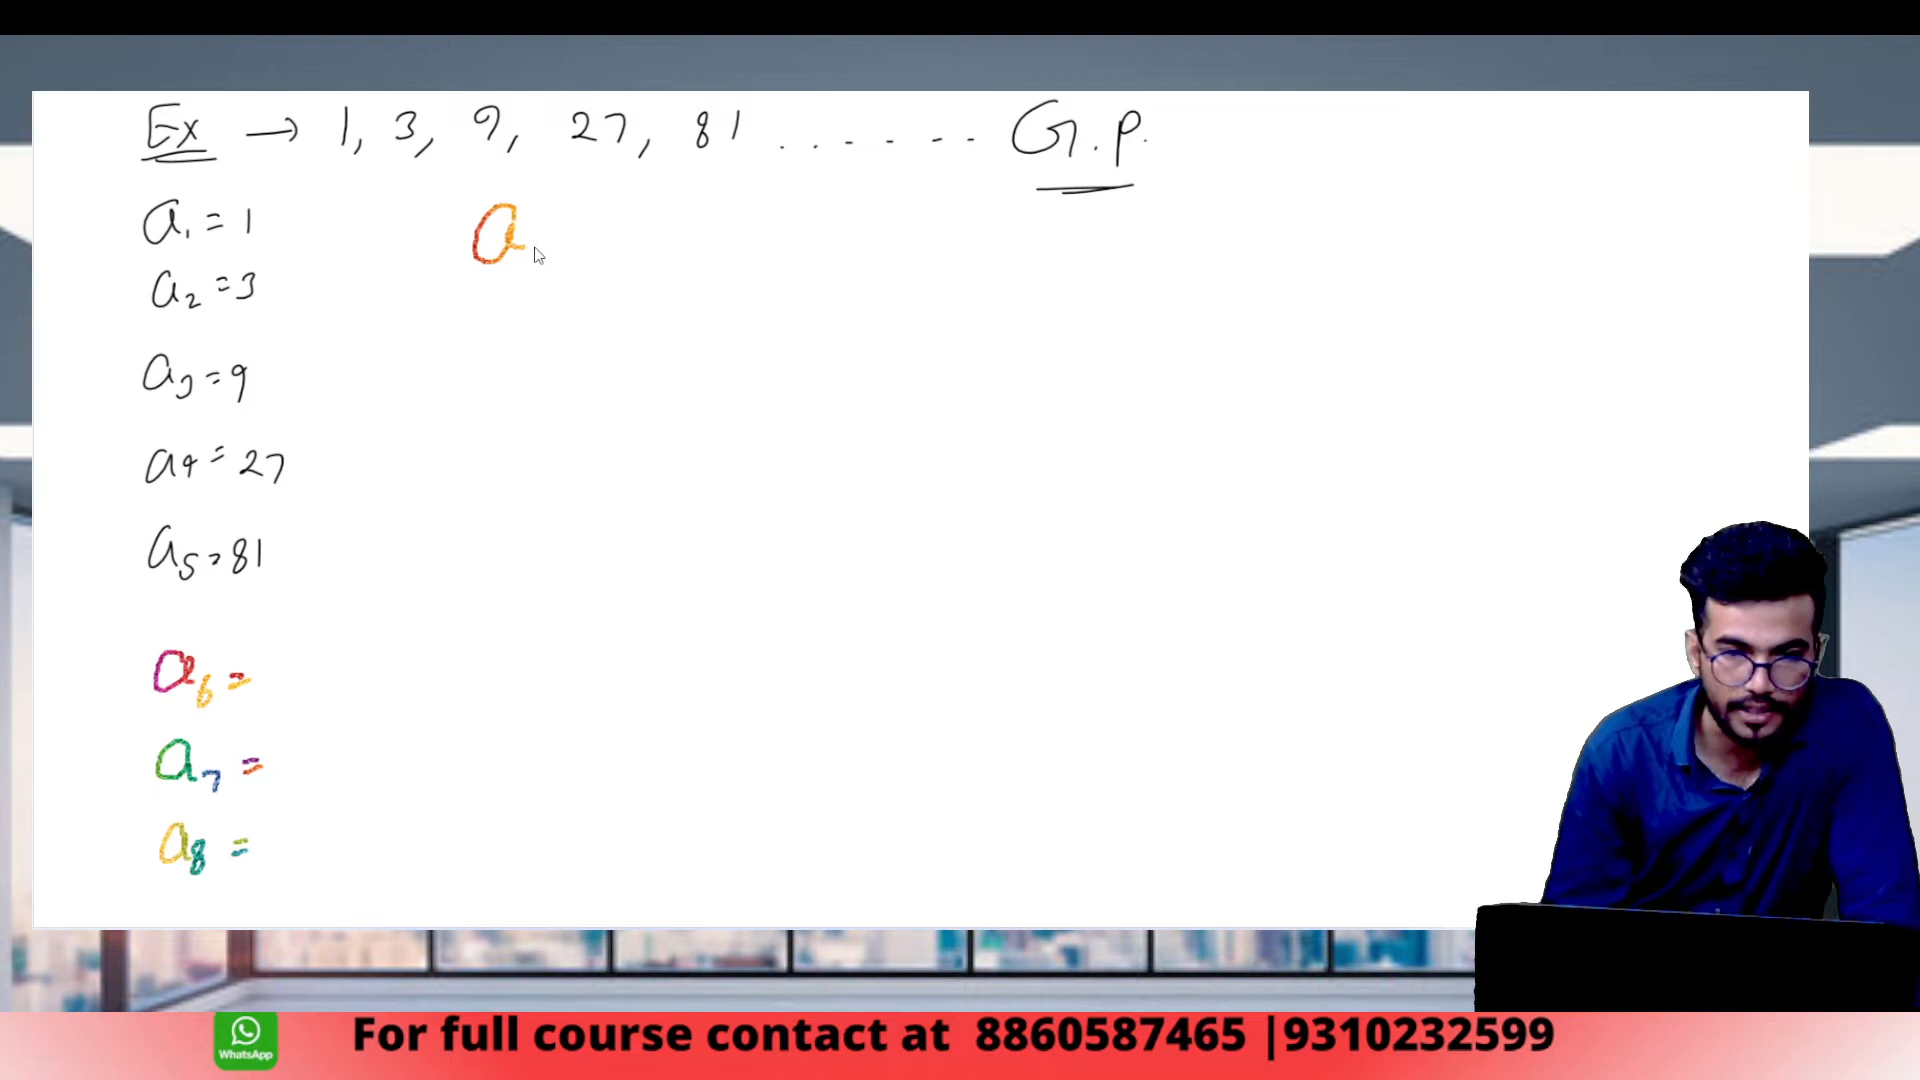 Ex → 1, 3, 9, 27, 81 ....... G.P.
a₁ = 1
a
a₂ = 3
a₃ = 9
a₄ = 27
a₅ = 81
a₆ =
a₇ =
a₈ =
WhatsApp
For full course contact at 8860587465 |9310232599